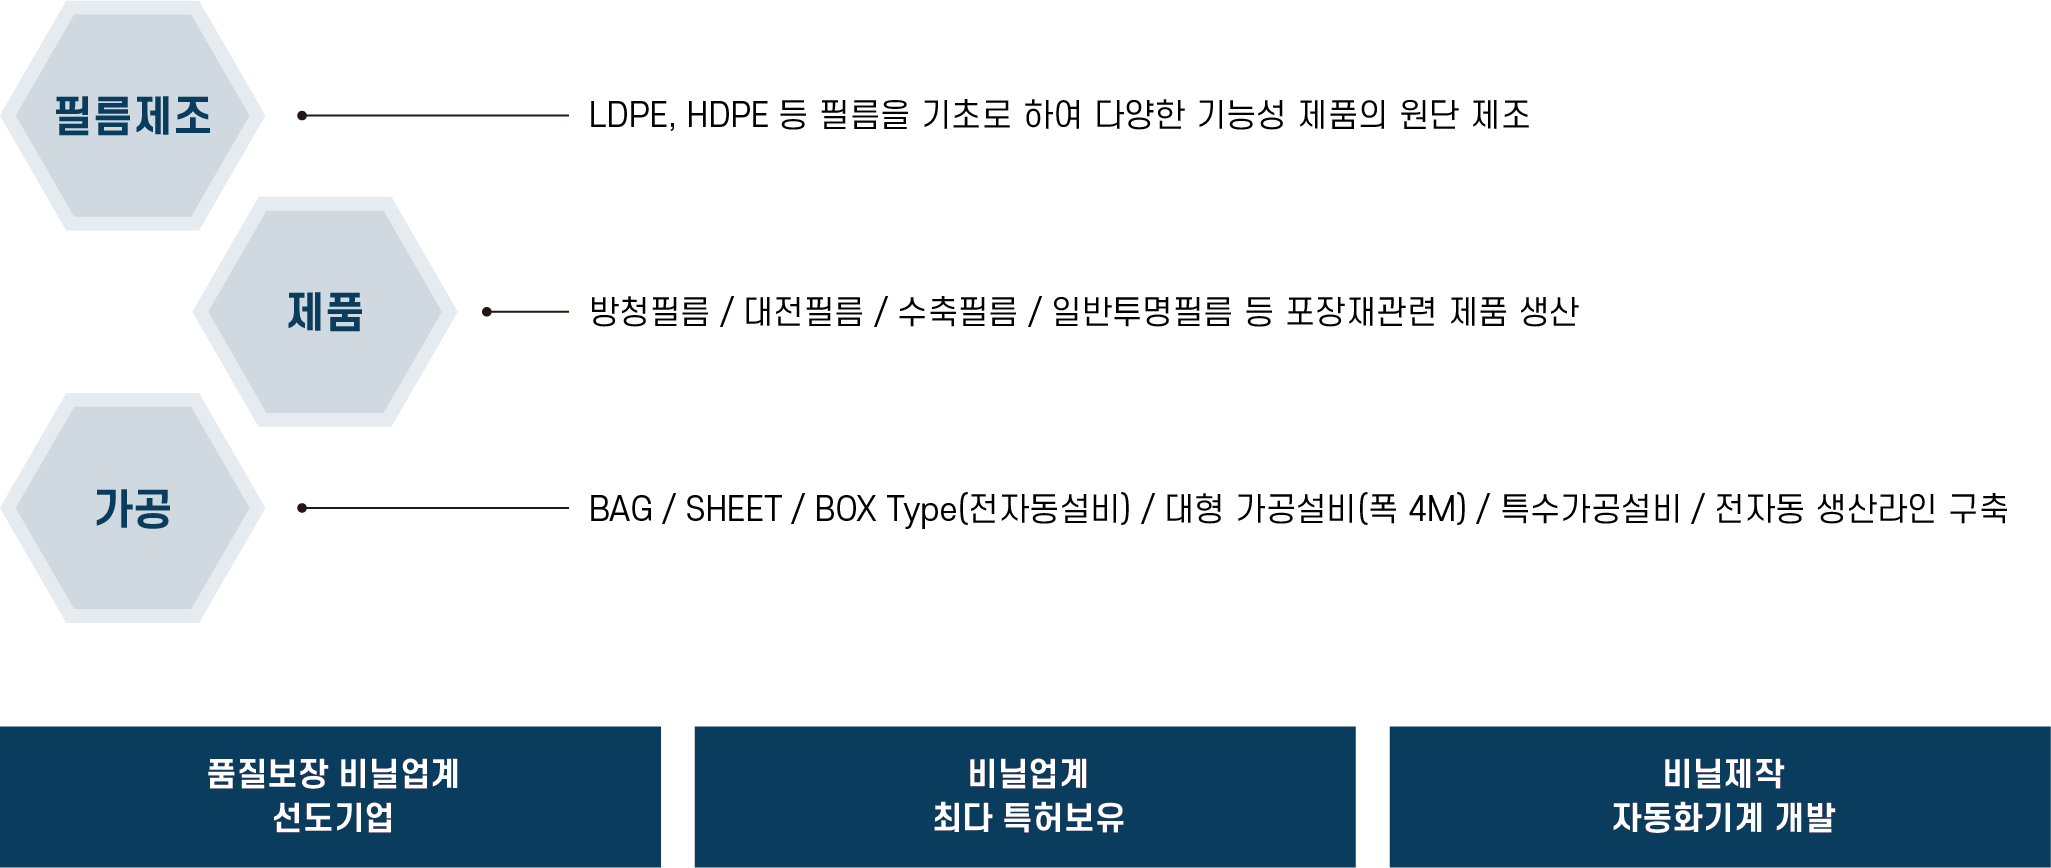 필름제조
LDPE, HDPE 등 필름을 기초로 하여 다양한 기능성 제품의 원단 제조
제품
방청필름 / 대전필름 / 수축필름 / 일반투명필름 등 포장재관련 제품 생산
가공
BAG / SHEET / BOX Type(전자동설비) / 대형 가공설비(폭 4M) / 특수가공설비 / 전자동 생산라인 구축
품질보장 비닐업계
선도기업
비닐업계
최다 특허보유
비닐제작
자동화기계 개발